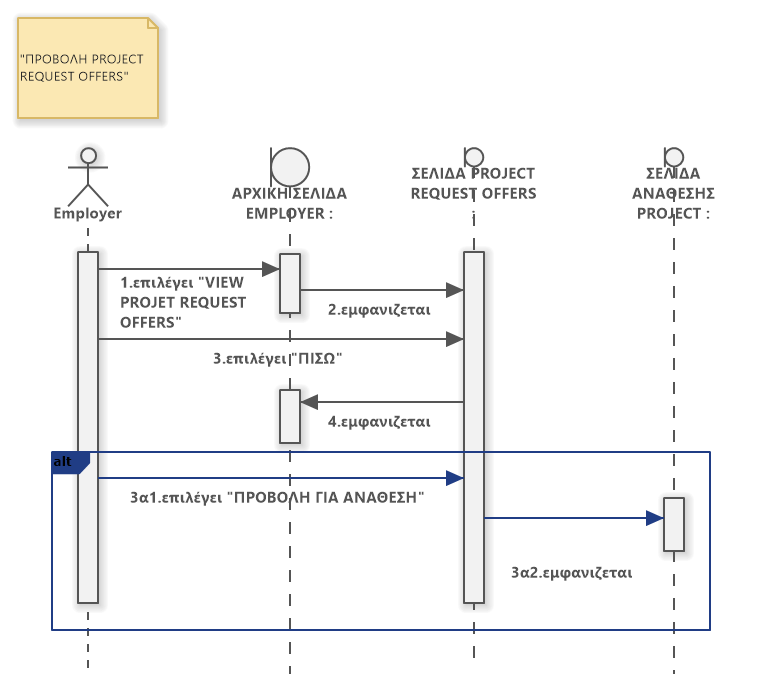 "ΠΡΟΒΟΛΗ PROJECT
REQUEST OFFERS"
Employer
ΑΡΧΙΚΗ ΣΕΛΙΔΑ
EMPLOYER :
ΣΕΛΙΔΑ PROJECT
REQUEST OFFERS
:
ΣΕΛΙΔΑ
ΑΝΑΘΕΣΗΣ
PROJECT :
1.επιλέγει "VIEW
PROJET REQUEST
OFFERS"
2.εμφανιζεται
3.επιλέγει "ΠΙΣΩ"
4.εμφανιζεται
alt
3α1.επιλέγει "ΠΡΟΒΟΛΗ ΓΙΑ ΑΝΑΘΕΣΗ"
3α2.εμφανιζεται